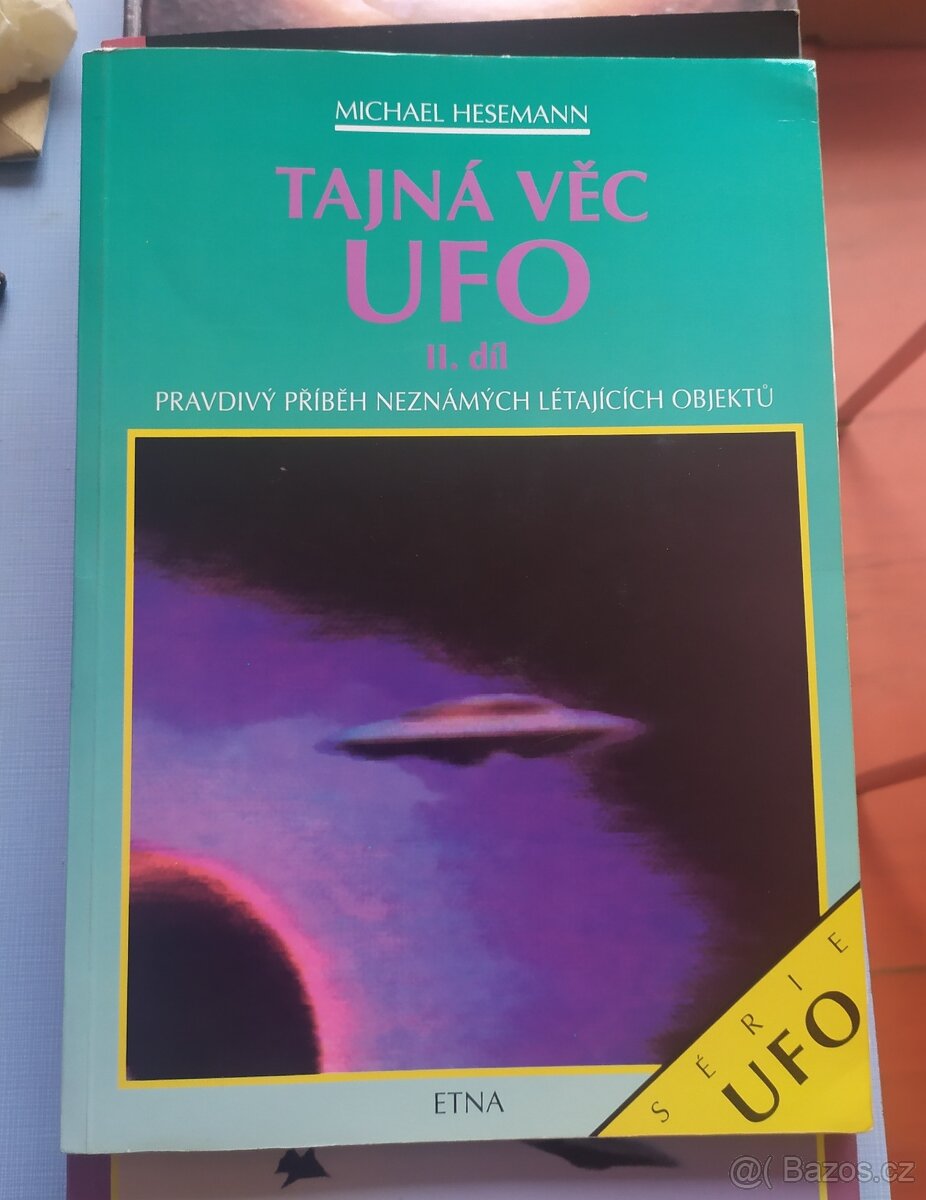 MICHAEL HESEMANN
TAJNÁ VĚC
UFO
II. díl
PRAVDIVÝ PŘÍBĚH NEZNÁMÝCH LÉTAJÍCÍCH OBJEKTŮ
SÉRIE
UFO
ETNA
@( Bazos.cz